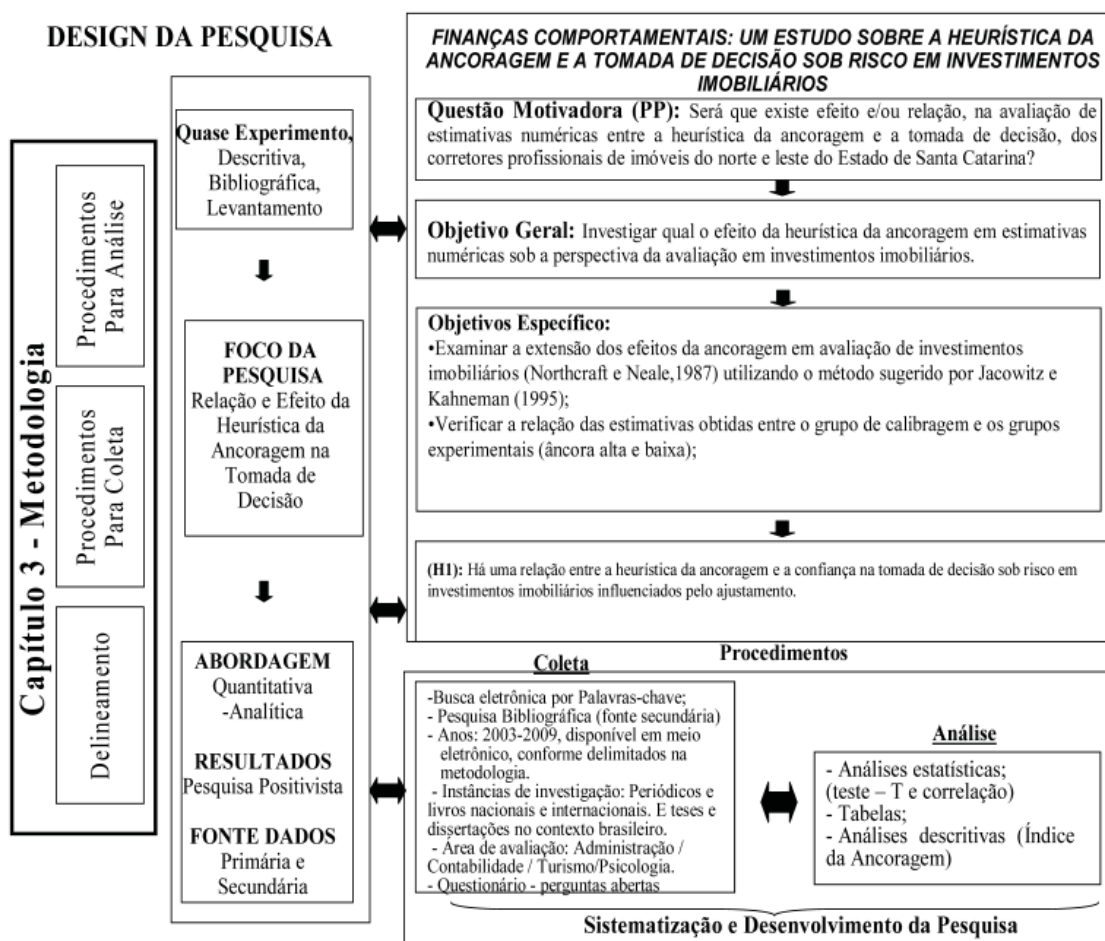 DESIGN DA PESQUISA
Capítulo 3 - Metodologia
Procedimentos
Para Análise
Procedimentos
Para Coleta
Delineamento
Quase Experimento,
Descritiva,
Bibliográfica,
Levantamento
FOCO DA
PESQUISA
Relação e Efeito da
Heurística da
Ancoragem na
Tomada de
Decisão
ABORDAGEM
Quantitativa
-Analítica
RESULTADOS
Pesquisa Positivista
FONTE DADOS
Primária e
Secundária
FINANÇAS COMPORTAMENTAIS: UM ESTUDO SOBRE A HEURÍSTICA DA
ANCORAGEM E A TOMADA DE DECISÃO SOB RISCO EM INVESTIMENTOS
IMOBILIÁRIOS
Questão Motivadora (PP): Será que existe efeito e/ou relação, na avaliação de
estimativas numéricas entre a heurística da ancoragem e a tomada de decisão, dos
corretores profissionais de imóveis do norte e leste do Estado de Santa Catarina?
Objetivo Geral: Investigar qual o efeito da heurística da ancoragem em estimativas
numéricas sob a perspectiva da avaliação em investimentos imobiliários.
Objetivos Específico:
•Examinar a extensão dos efeitos da ancoragem em avaliação de investimentos
imobiliários (Northcraft e Neale,1987) utilizando o método sugerido por Jacowitz e
Kahneman (1995);
•Verificar a relação das estimativas obtidas entre o grupo de calibragem e os grupos
experimentais (âncora alta e baixa);
(H1): Há uma relação entre a heurística da ancoragem e a confiança na tomada de decisão sob risco em
investimentos imobiliários influenciados pelo ajustamento.
Procedimentos
Coleta
-Busca eletrônica por Palavras-chave;
- Pesquisa Bibliográfica (fonte secundária)
- Anos: 2003-2009, disponível em meio
eletrônico, conforme delimitados na
metodologia.
- Instâncias de investigação: Periódicos e
livros nacionais e internacionais. E teses e
dissertações no contexto brasileiro.
- Área de avaliação: Administração /
Contabilidade / Turismo/Psicologia.
- Questionário - perguntas abertas
Análise
- Análises estatísticas;
(teste – T e correlação)
- Tabelas;
- Análises descritivas (Índice
da Ancoragem)
Sistematização e Desenvolvimento da Pesquisa